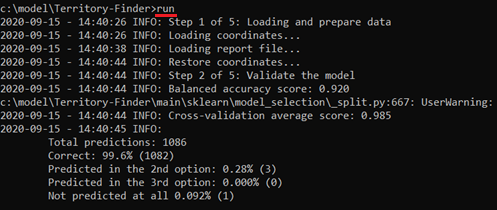 c:\model\Territory-Finder>run
2020-09-15 - 14:40:26 INFO: Step 1 of 5: Loading and prepare data
2020-09-15 - 14:40:26 INFO: Loading coordinates...
2020-09-15 - 14:40:38 INFO: Loading report file...
2020-09-15 - 14:40:44 INFO: Restore coordinates...
2020-09-15 - 14:40:44 INFO: Step 2 of 5: Validate the model
2020-09-15 - 14:40:44 INFO: Balanced accuracy score: 0.920
c:\model\Territory-Finder\main\sklearn\model_selection\_split.py:667: UserWarning:
2020-09-15 - 14:40:44 INFO: Cross-validation average score: 0.985
2020-09-15 - 14:40:45 INFO:
Total predictions: 1086
Correct: 99.6% (1082)
Predicted in the 2nd option: 0.28% (3)
Predicted in the 3rd option: 0.000% (0)
Not predicted at all 0.092% (1)